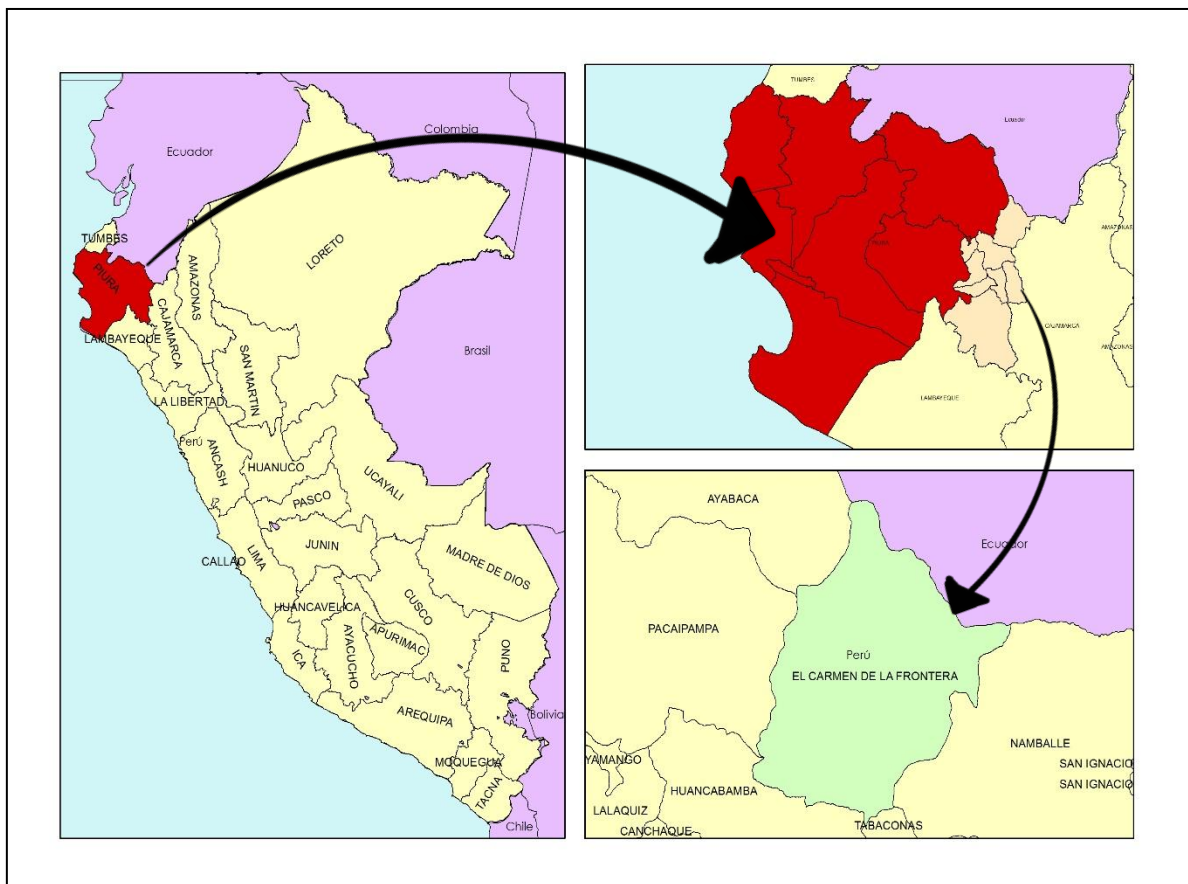 Ecuador
Colombia
TUMBES
PIURA
AMAZONAS
LORETO
LAMBAYEQUE
CAJAMARCA
SAN MARTIN
Brasil
LA LIBERTAD
Perú
ANCASH
HUANUCO
UCAYALI
PASCO
CALLAO
LIMA
JUNIN
MADRE DE DIOS
HUANCAVELICA
CUSCO
ICA
AYACUCHO
APURIMAC
PUNO
AREQUIPA
Bolivia
MOQUEGUA
TACNA
Chile
TUMBES
Ecuador
PIURA
AMAZONAS
CAJAMARCA
AMAZONAS
LAMBAYEQUE
AYABACA
Ecuador
PACAIPAMPA
Perú
EL CARMEN DE LA FRONTERA
NAMBALLE
YAMANGO
SAN IGNACIO
HUANCABAMBA
SAN IGNACIO
LALAQUIZ
CANCHAQUE
TABACONAS